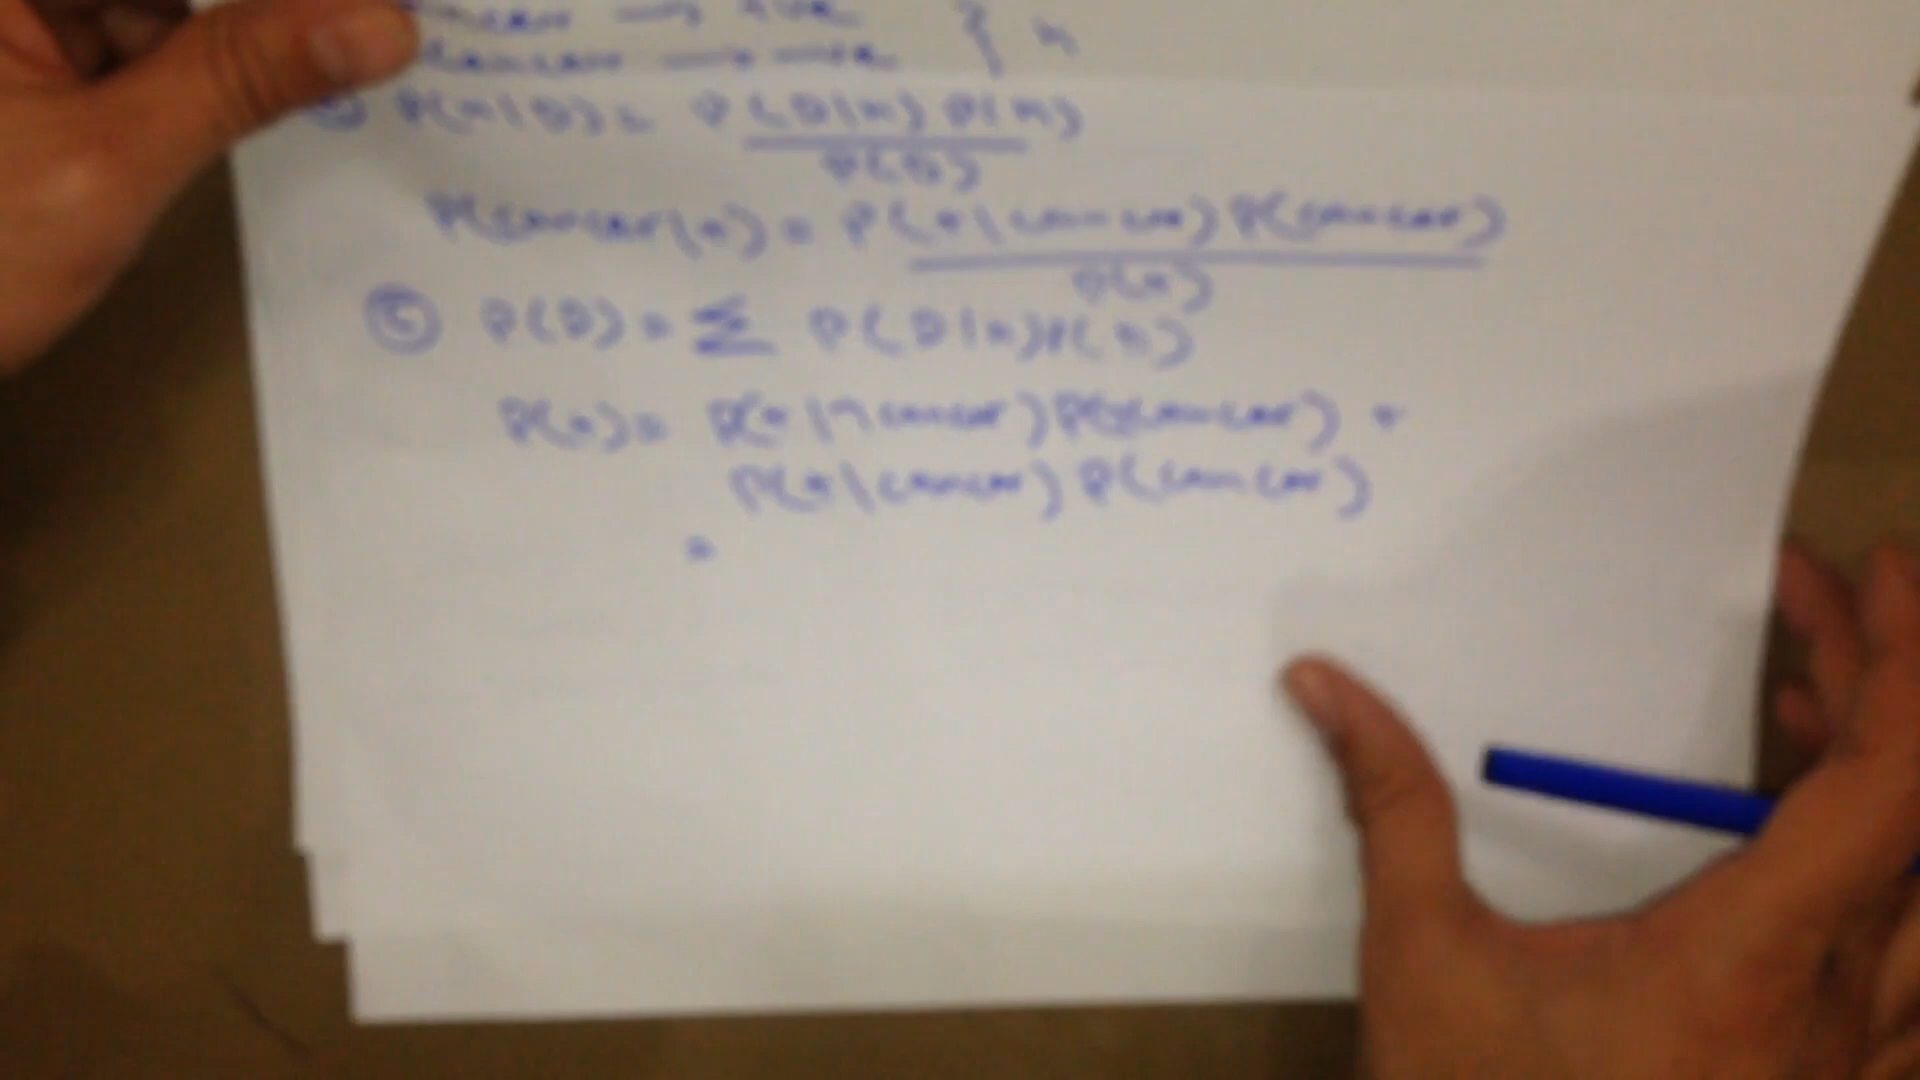 P(h|D) = P(D|h) P(h)
P(D)
P(cancer|+) = P(+|cancer) P(cancer)
P(+)
⑤ P(D) = Σ P(D|h)P(h)
P(+) = P(+|¬cancer) P(¬cancer) +
P(+|cancer) P(cancer)
=